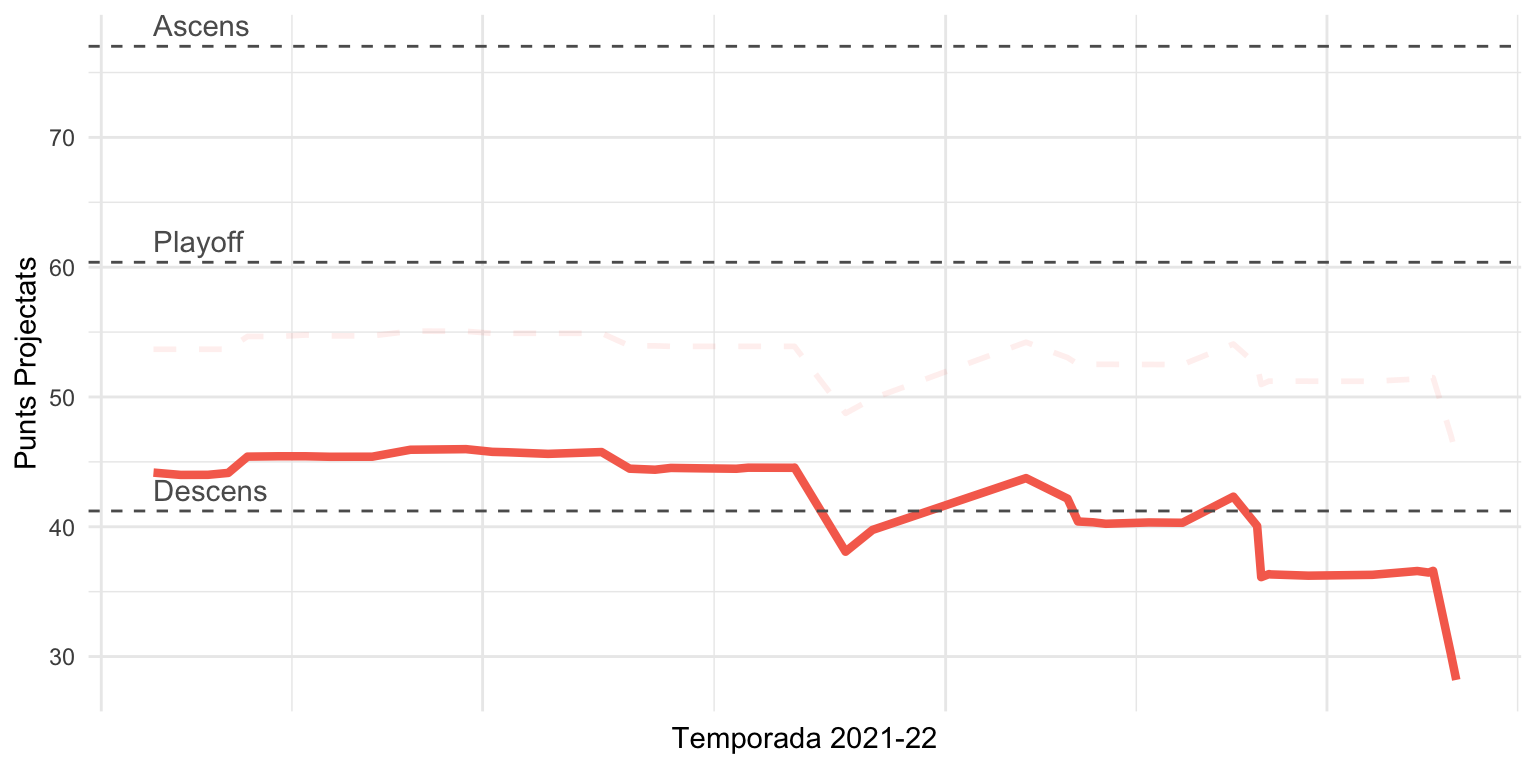 Ascens
70
Playoff
60
50
Descens
40
30
Punts Projectats
Temporada 2021-22